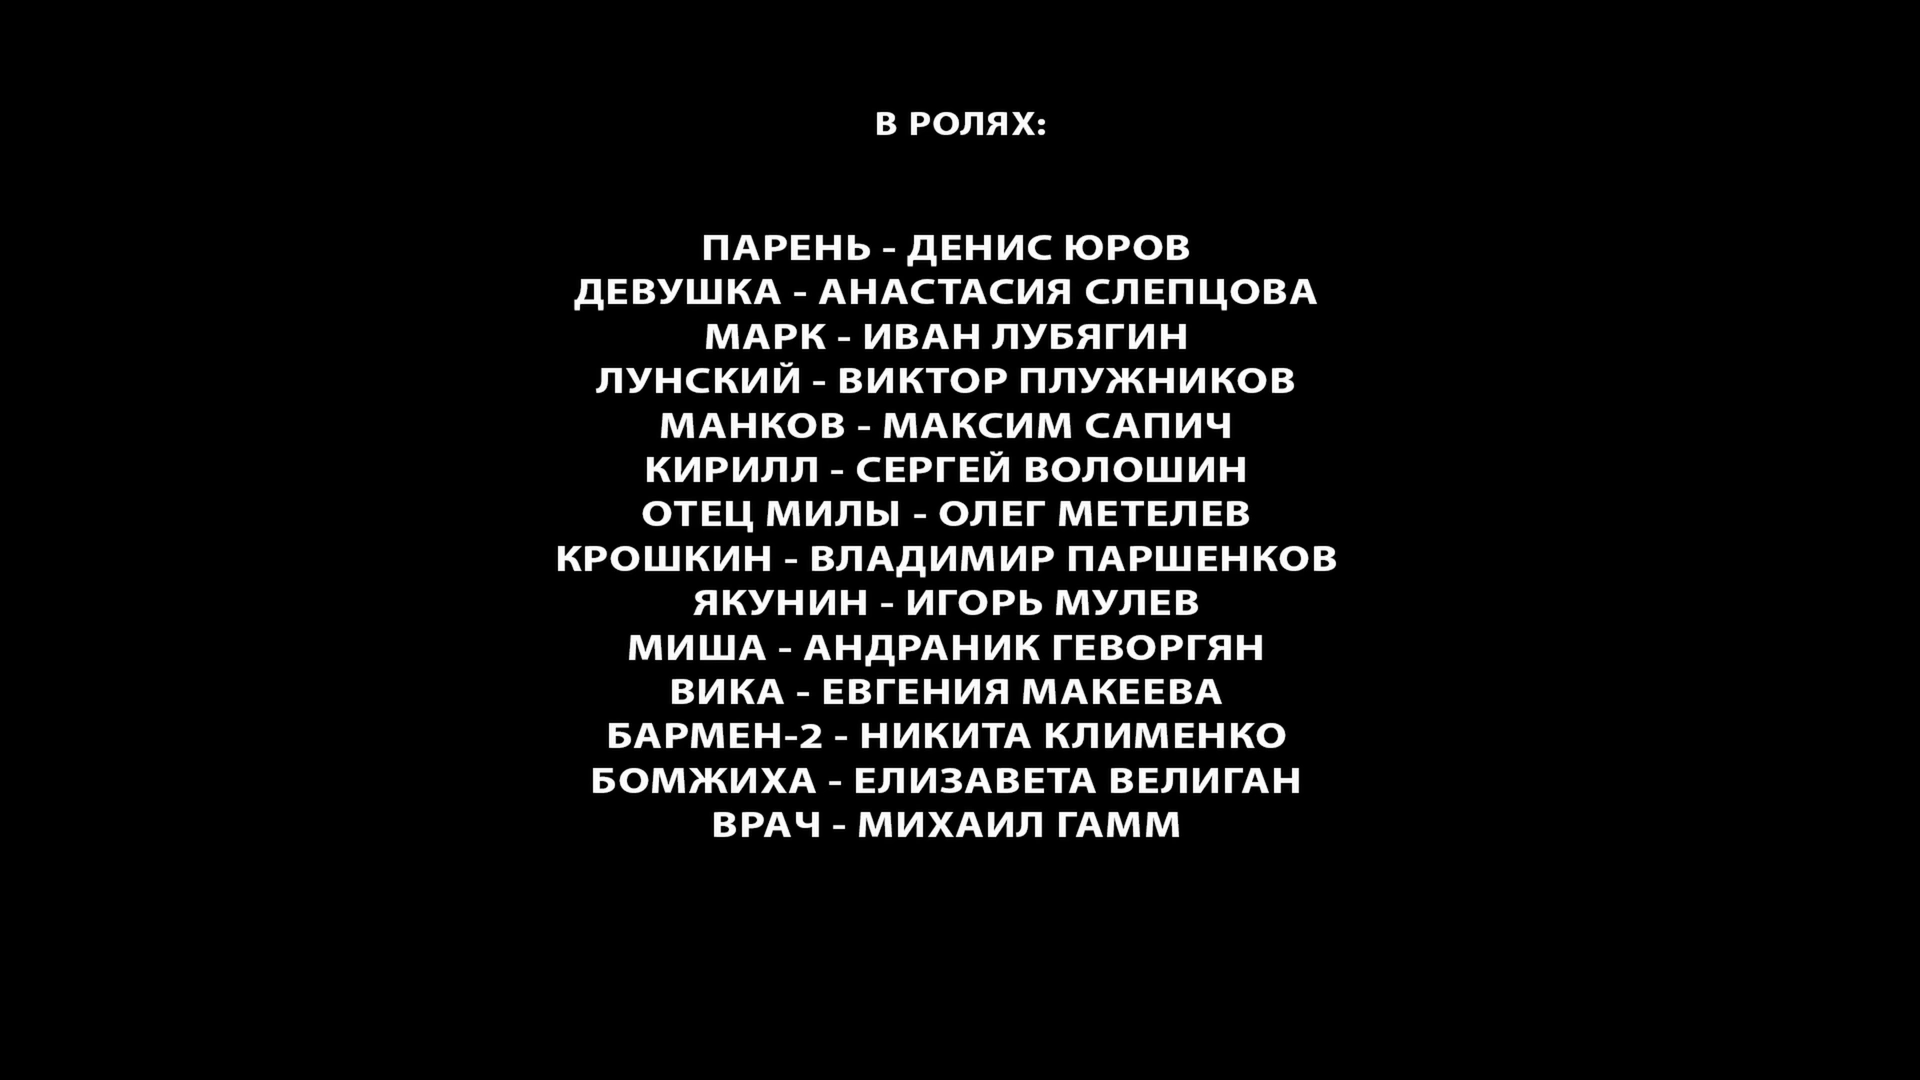 В РОЛЯХ:
ПАРЕНЬ - ДЕНИС ЮРОВ
ДЕВУШКА - АНАСТАСИЯ СЛЕПЦОВА
МАРК - ИВАН ЛУБЯГИН
ЛУНСКИЙ - ВИКТОР ПЛУЖНИКОВ
МАНКОВ - МАКСИМ САПИЧ
КИРИЛЛ - СЕРГЕЙ ВОЛОШИН
ОТЕЦ МИЛЫ - ОЛЕГ МЕТЕЛЕВ
КРОШКИН - ВЛАДИМИР ПАРШЕНКОВ
ЯКУНИН - ИГОРЬ МУЛЕВ
МИША - АНДРАНИК ГЕВОРГЯН
ВИКА - ЕВГЕНИЯ МАКЕЕВА
БАРМЕН-2 - НИКИТА КЛИМЕНКО
БОМЖИХА - ЕЛИЗАВЕТА ВЕЛИГАН
ВРАЧ - МИХАИЛ ГАММ